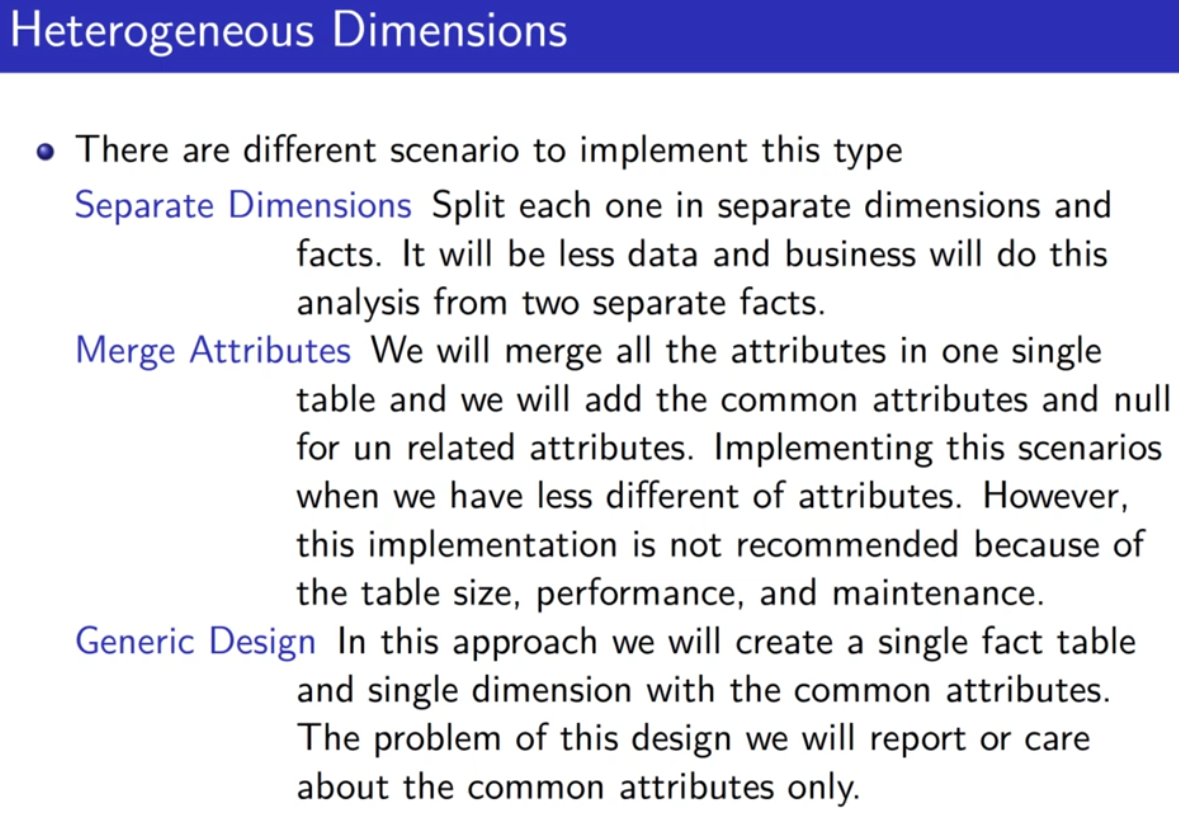 Heterogeneous Dimensions
There are different scenario to implement this type
Separate Dimensions Split each one in separate dimensions and
facts. It will be less data and business will do this
analysis from two separate facts.
Merge Attributes We will merge all the attributes in one single
table and we will add the common attributes and null
for un related attributes. Implementing this scenarios
when we have less different of attributes. However,
this implementation is not recommended because of
the table size, performance, and maintenance.
Generic Design In this approach we will create a single fact table
and single dimension with the common attributes.
The problem of this design we will report or care
about the common attributes only.